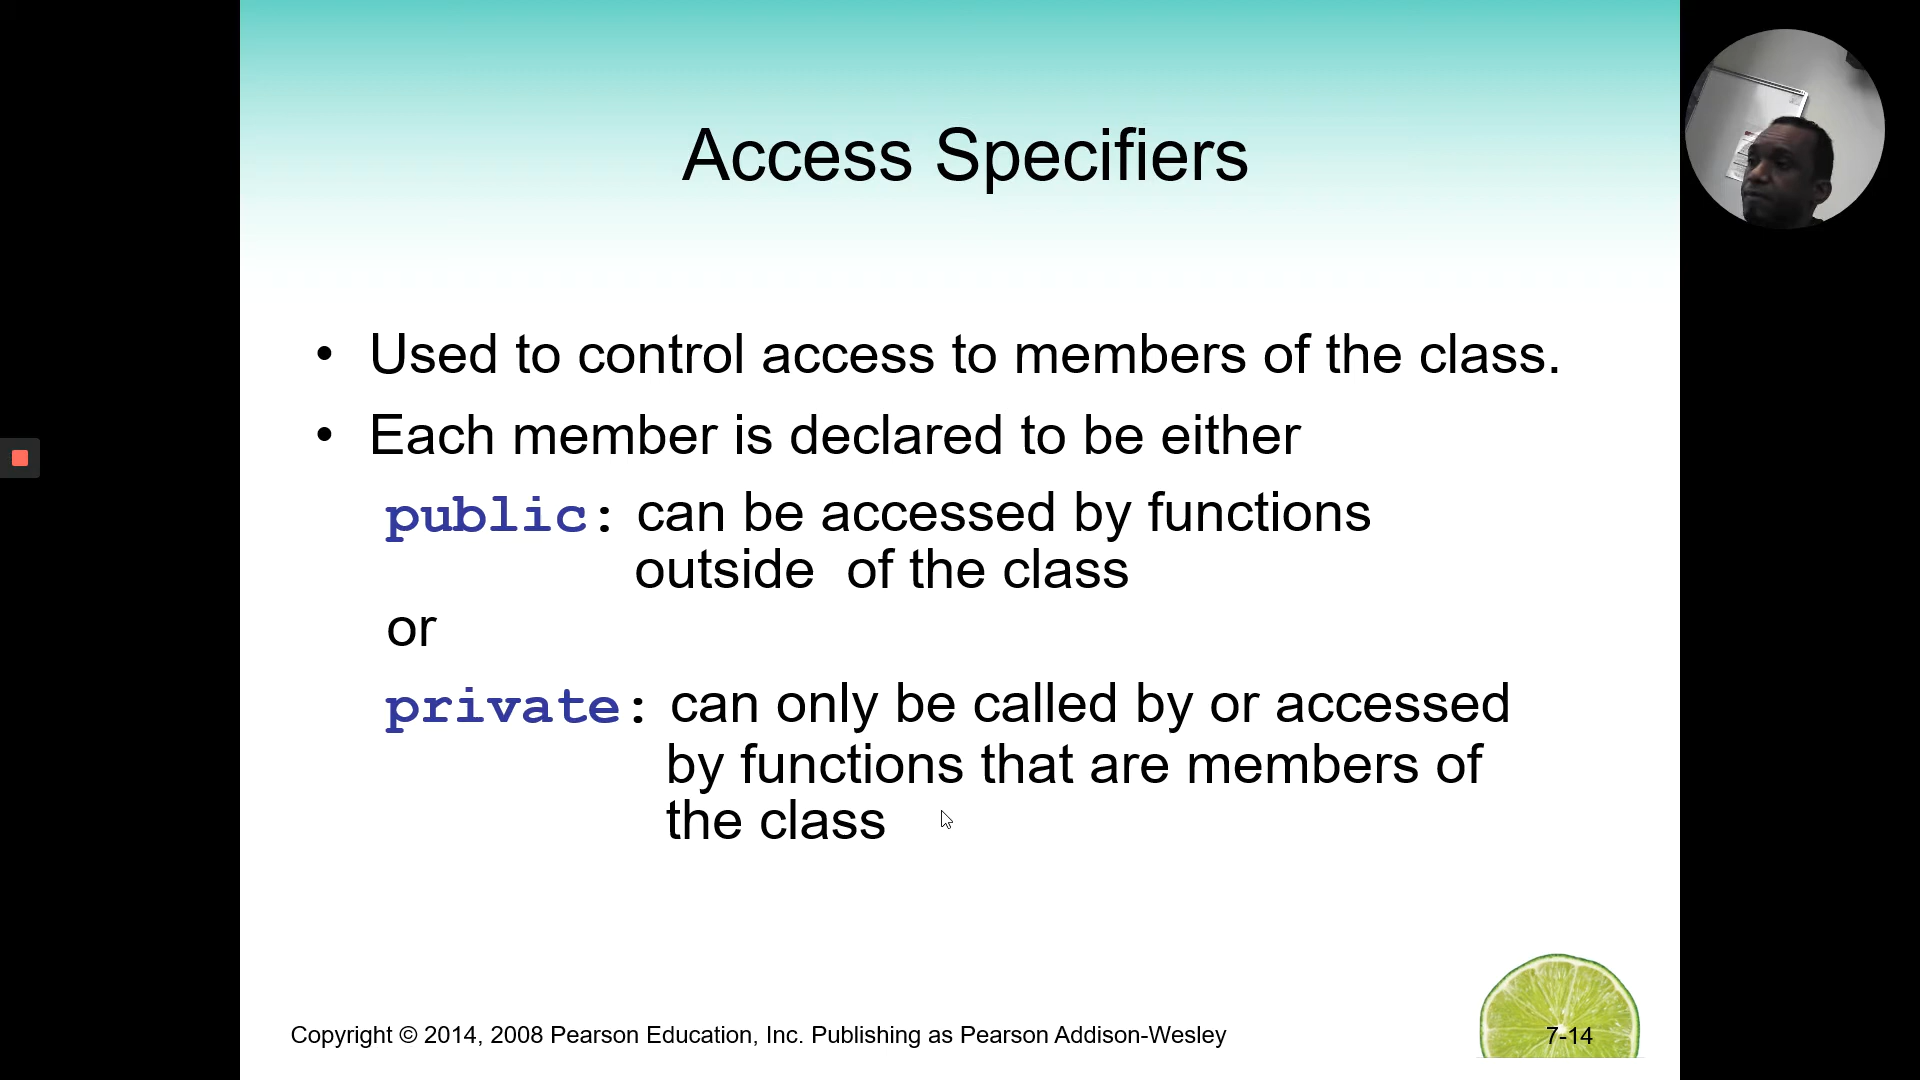 Access Specifiers
• Used to control access to members of the class.
• Each member is declared to be either
public: can be accessed by functions
outside  of the class
or
private: can only be called by or accessed
by functions that are members of
the class
Copyright © 2014, 2008 Pearson Education, Inc. Publishing as Pearson Addison-Wesley
7-14